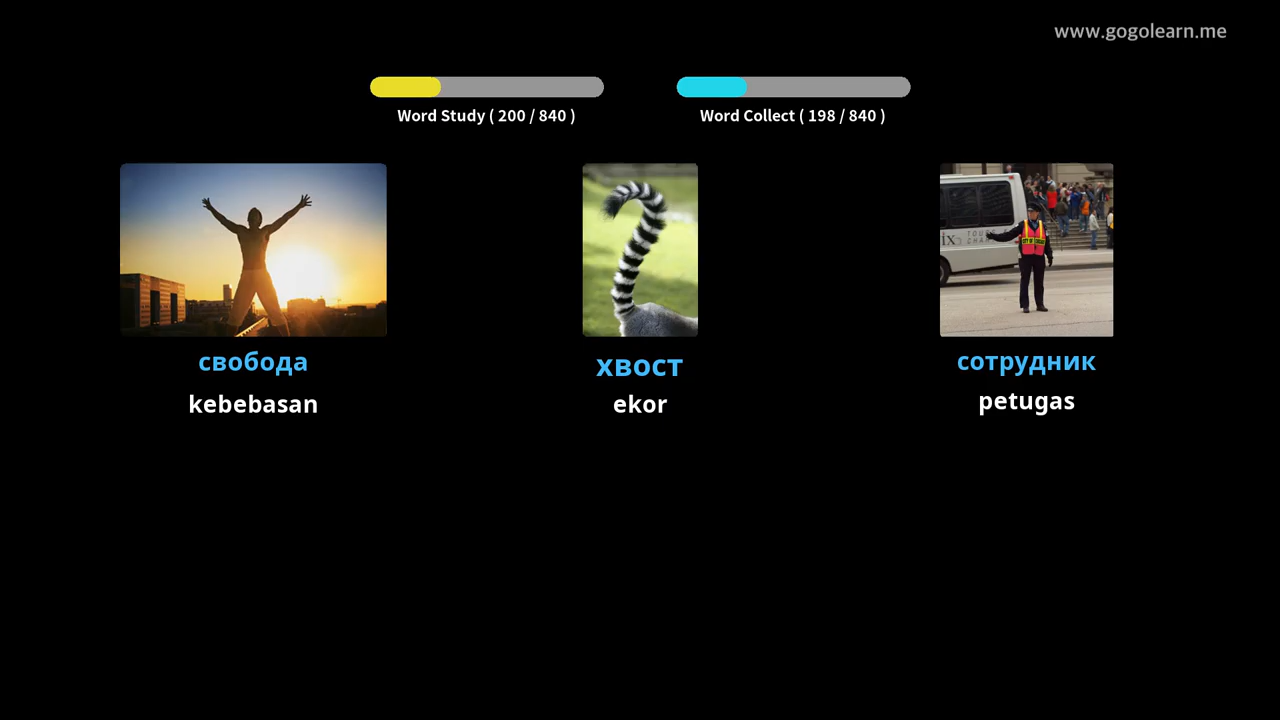 www.gogolearn.me
Word Study ( 200 / 840 )
Word Collect ( 198 / 840 )
свобода
kebebasan
хвост
ekor
сотрудник
petugas